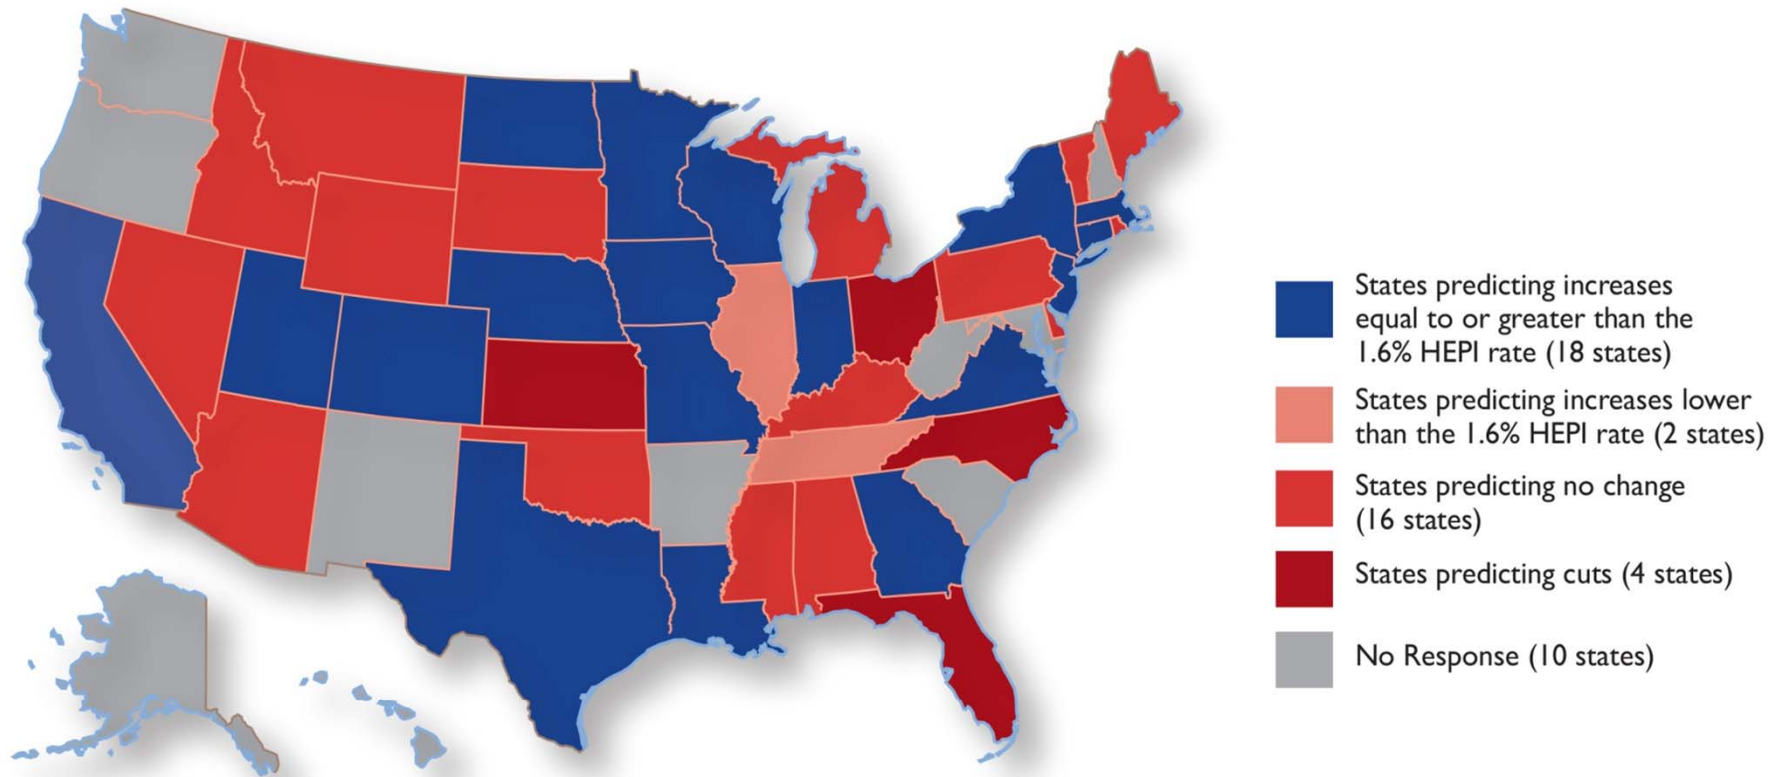 States predicting increases
equal to or greater than the
1.6% HEPI rate (18 states)
States predicting increases lower
than the 1.6% HEPI rate (2 states)
States predicting no change
(16 states)
States predicting cuts (4 states)
No Response (10 states)